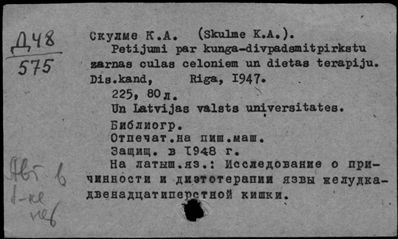 Д48
575
Скулме К.А. (Skulme K.A.).
Petijumi par kunga-divpadsmitpirkstu
zarnas culas celoniem un dietas terapiju.
Dis.kand, Riga, 1947.
225, 80л.
Un Latvijas valsts universitates.
Библиогр.
Отпечат.на пиш.маш.
Защищ. в 1948 г.
На латыш.яз.: Исследование о при-
чинности и диэтотерапии язвы желудка-
двенадцатиперстной кишки.
Авт в